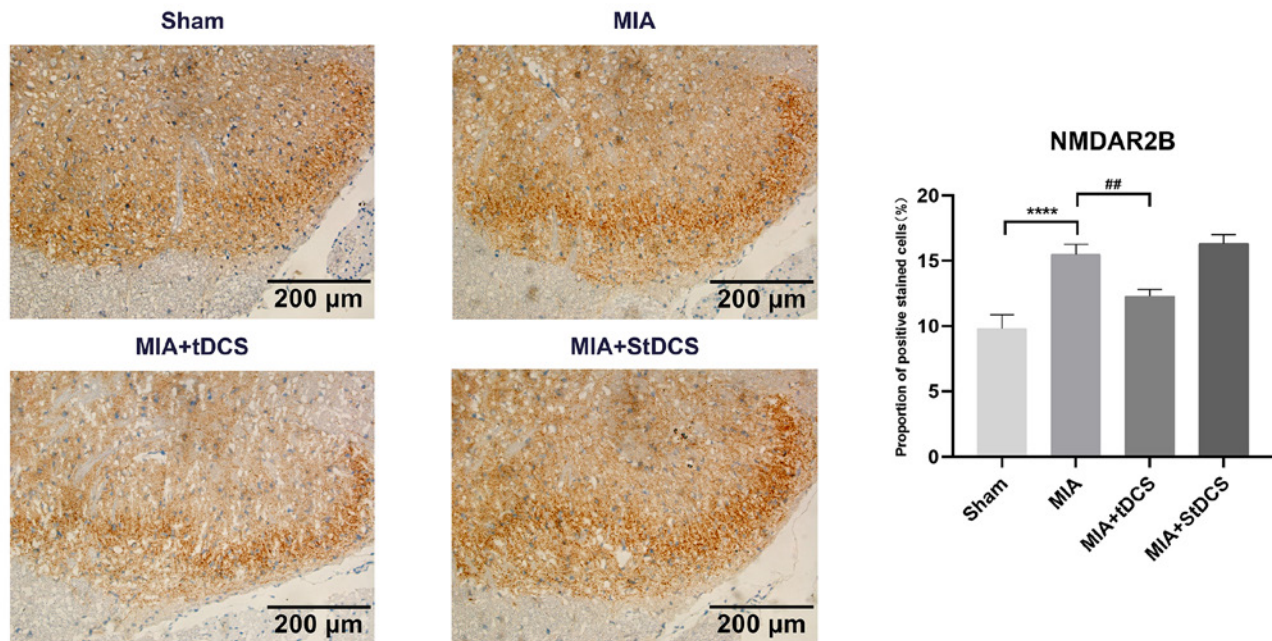 Sham
MIA
200 μm
200 μm
MIA+tDCS
MIA+StDCS
200 μm
200 μm
NMDAR2B
Proportion of positive stained cells(%)
20
15
10
5
0
****
##
Sham
MIA
MIA+tDCS
MIA+StDCS